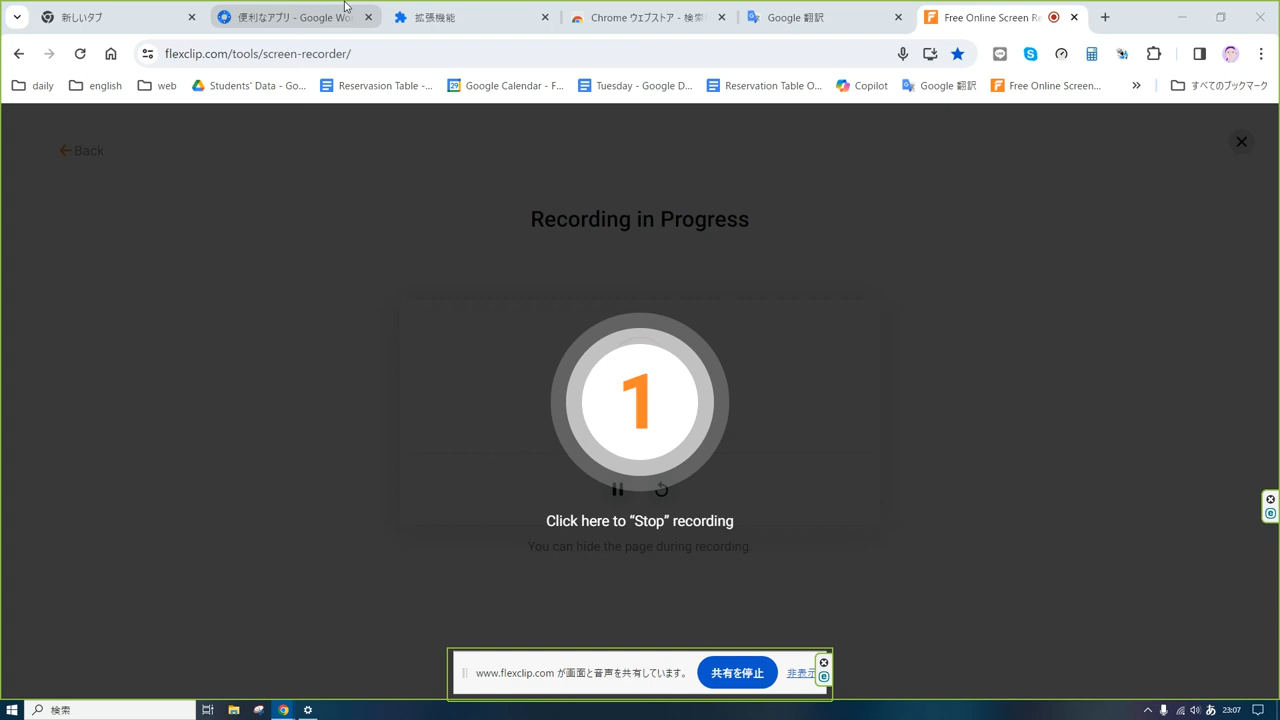 新しいタブ
便利なアプリ - Google Wo
拡張機能
Chrome ウェブストア - 検索
Google 翻訳
Free Online Screen Re
flexclip.com/tools/screen-recorder/
daily
english
web
Students' Data - Go...
Reservasion Table -...
Google Calendar - F...
Tuesday - Google D...
Reservation Table O...
Copilot
Google 翻訳
Free Online Screen...
»
すべてのブックマーク
Back
Recording in Progress
1
Click here to “Stop” recording
You can hide the page during recording.
www.flexclip.com が画面と音声を共有しています。
共有を停止
非表示
検索
あ
23:07